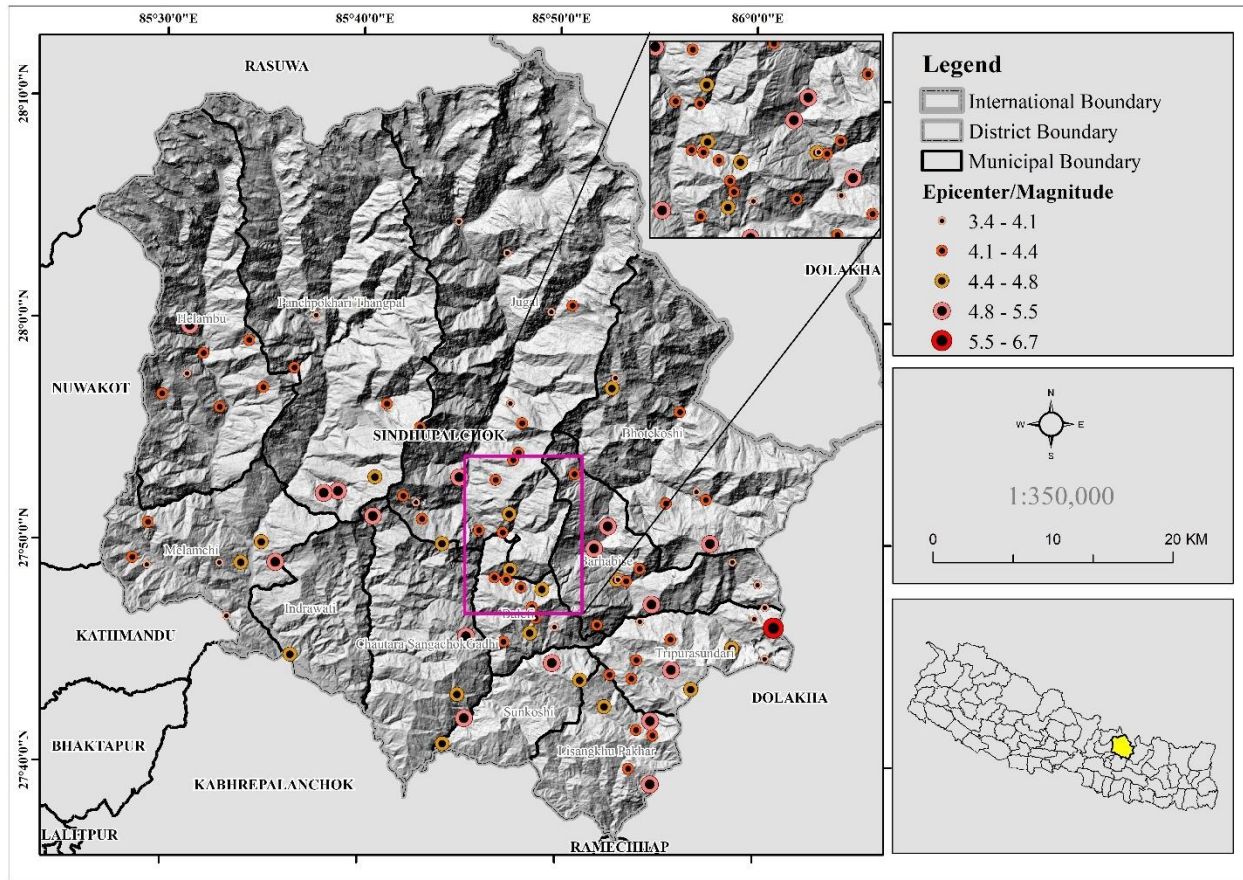 85°30'0"E
85°40'0"E
85°50'0"E
86°0'0"E
28°10'0"N
28°0'0"N
27°50'0"N
27°40'0"N
RASUWA
DOLAKHA
NUWAKOT
Helambu
Panchpokhari Thangpal
Jugal
SINDHUPALCHOK
Bhotekoshi
Melamchi
Barhabise
Indrawati
Balefi
KATHMANDU
Chautara SangachokGadhi
Tripurasundari
DOLAKHA
Sunkoshi
BHAKTAPUR
Lisangkhu Pakhar
KABHREPALANCHOK
LALITPUR
RAMECHHAP
Legend
International Boundary
District Boundary
Municipal Boundary
Epicenter/Magnitude
3.4 - 4.1
4.1 - 4.4
4.4 - 4.8
4.8 - 5.5
5.5 - 6.7
N
W E
S
1:350,000
0 10 20 KM